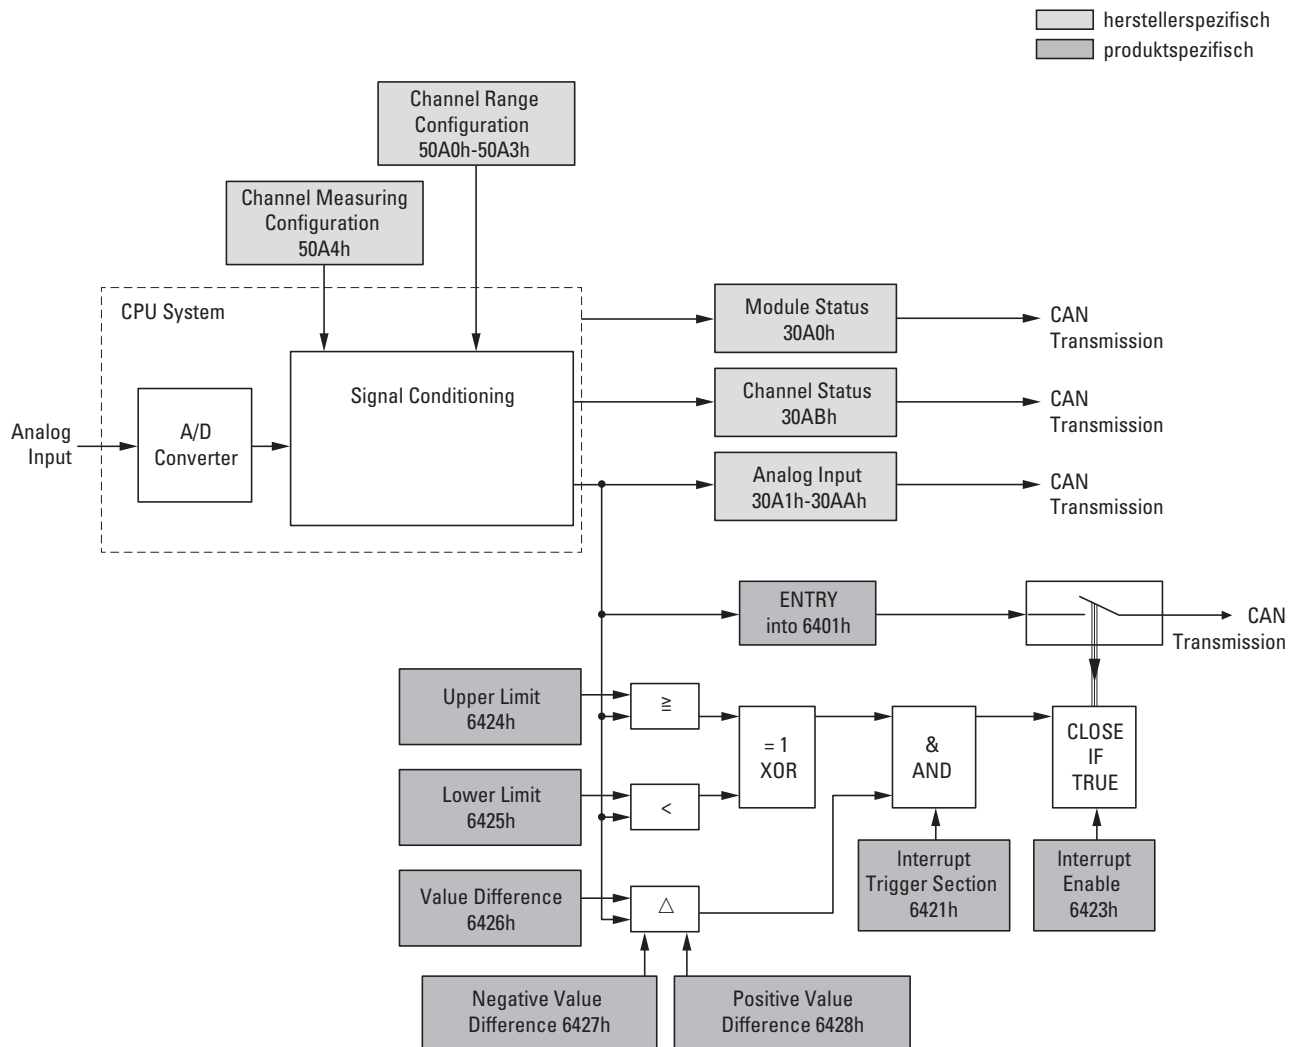 herstellerspezifisch
produktspezifisch
Channel Range
Configuration
50A0h-50A3h
Channel Measuring
Configuration
50A4h
CPU System
Module Status
30A0h
CAN
Transmission
Signal Conditioning
Channel Status
30ABh
CAN
Transmission
Analog
Input
A/D
Converter
Analog Input
30A1h-30AAh
CAN
Transmission
ENTRY
into 6401h
CAN
Transmission
Upper Limit
6424h
≧
= 1
XOR
&
AND
CLOSE
IF
TRUE
Lower Limit
6425h
<
Interrupt
Trigger Section
6421h
Interrupt
Enable
6423h
Value Difference
6426h
△
Negative Value
Difference 6427h
Positive Value
Difference 6428h